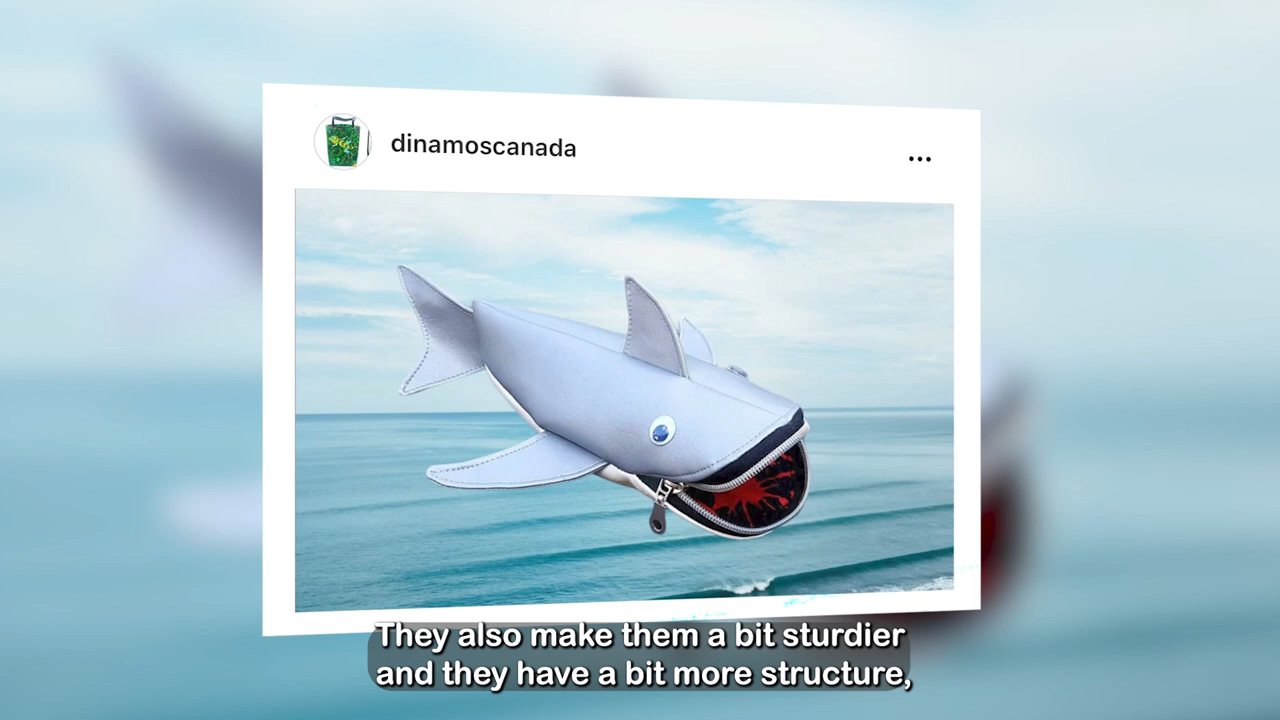 dinamoscanada
They also make them a bit sturdier
and they have a bit more structure,